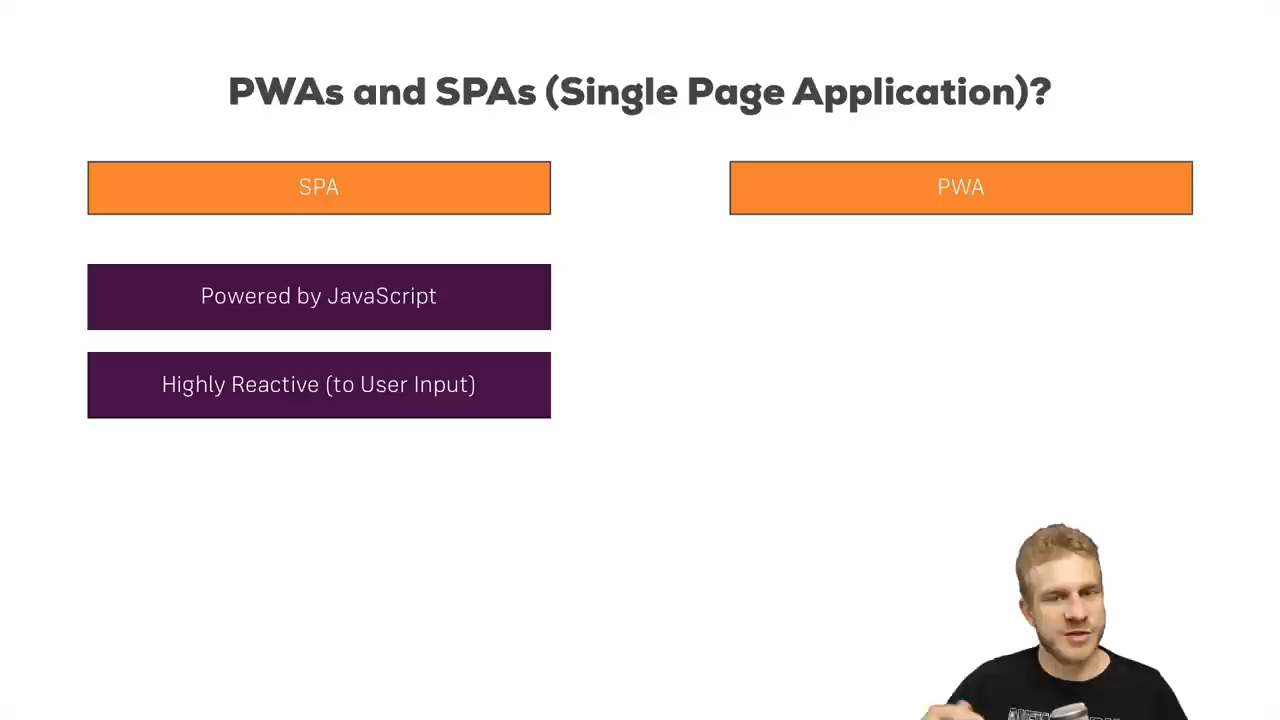 PWAs and SPAs (Single Page Application)?
SPA
PWA
Powered by JavaScript
Highly Reactive (to User Input)